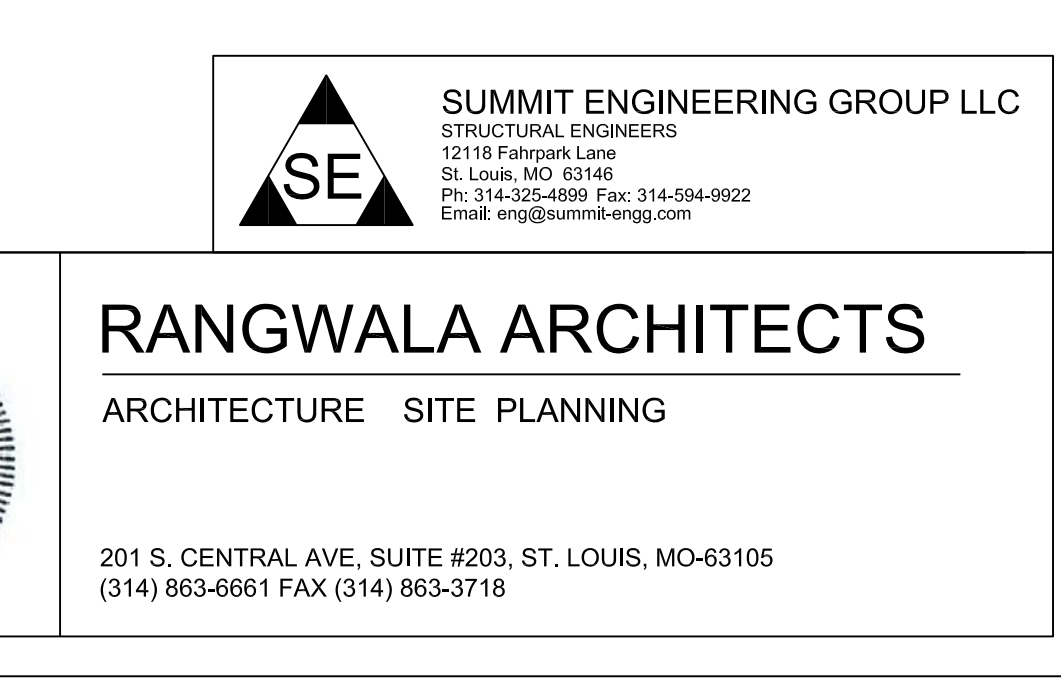 SE
SUMMIT ENGINEERING GROUP LLC
STRUCTURAL ENGINEERS
12118 Fahrpark Lane
St. Louis, MO 63146
Ph: 314-325-4899 Fax: 314-594-9922
Email: eng@summit-engg.com
RANGWALA ARCHITECTS
ARCHITECTURE SITE PLANNING
201 S. CENTRAL AVE, SUITE #203, ST. LOUIS, MO-63105
(314) 863-6661 FAX (314) 863-3718